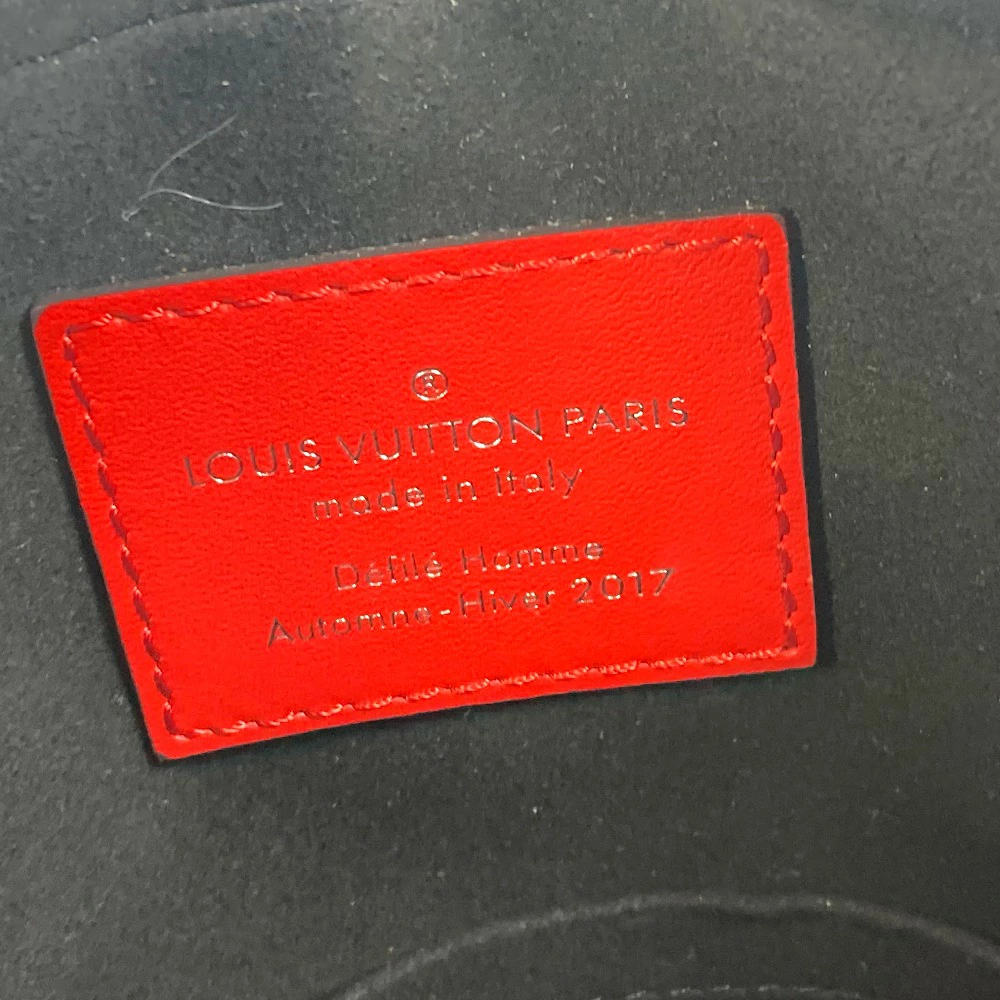 ®
LOUIS VUITTON PARIS
made in italy
Défilé Homme
Automne-Hiver 2017